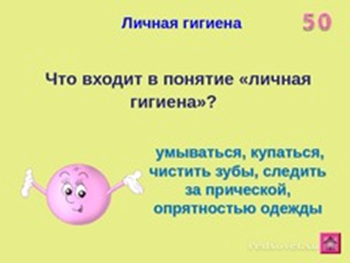 Личная гигиена
50
Что входит в понятие «личная
гигиена»?
умываться, купаться,
чистить зубы, следить
за прической,
опрятностью одежды